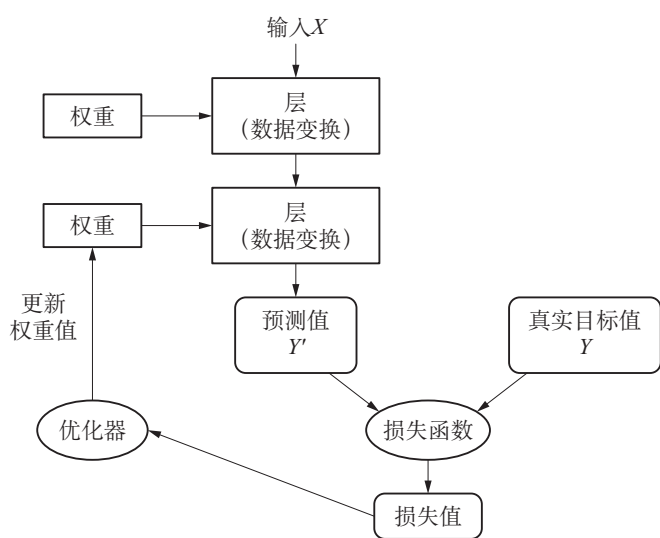 输入X
权重
层
（数据变换）
权重
层
（数据变换）
更新
权重值
预测值
Y′
真实目标值
Y
优化器
损失函数
损失值